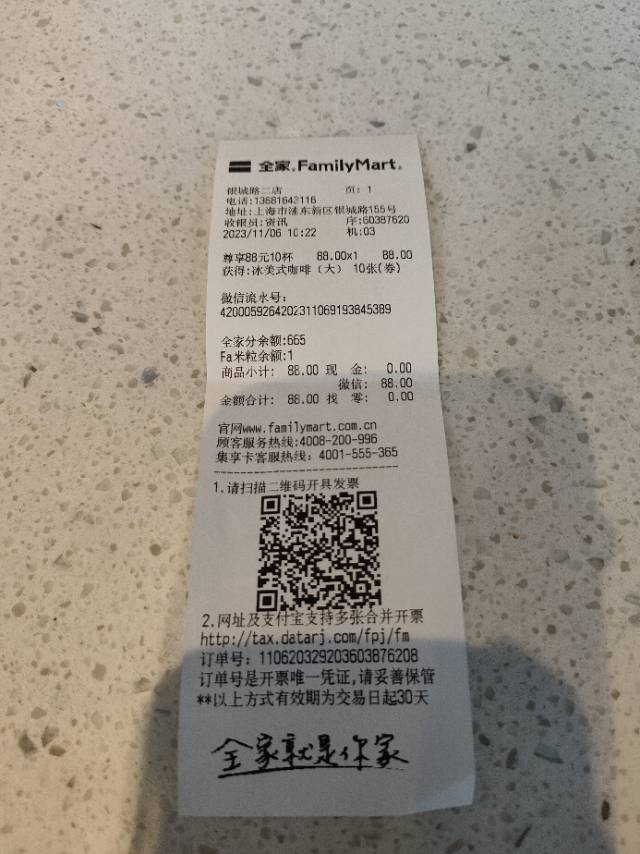 全家 FamilyMart
银城路二店 页: 1
电话:13681642116
地址:上海市浦东新区银城路155号
收银员:资讯 序:60387620
2023/11/06 10:22 机:03
尊享88元10杯 88.00x1 88.00
获得:冰美式咖啡（大） 10张(券)
微信流水号:
4200059264202311069193845389
全家分余额:665
Fa米粒余额:1
商品小计: 88.00 现 金: 0.00
微信: 88.00
金额合计: 88.00 找 零: 0.00
官网www.familymart.com.cn
顾客服务热线:4008-200-996
集享卡客服热线: 4001-555-365
1.请扫描二维码开具发票
2.网址及支付宝支持多张合并开票
http://tax.datarj.com/fpj/fm
订单号: 110620329203603876208
订单号是开票唯一凭证,请妥善保管
**以上方式有效期为交易日起30天
全家就是你家